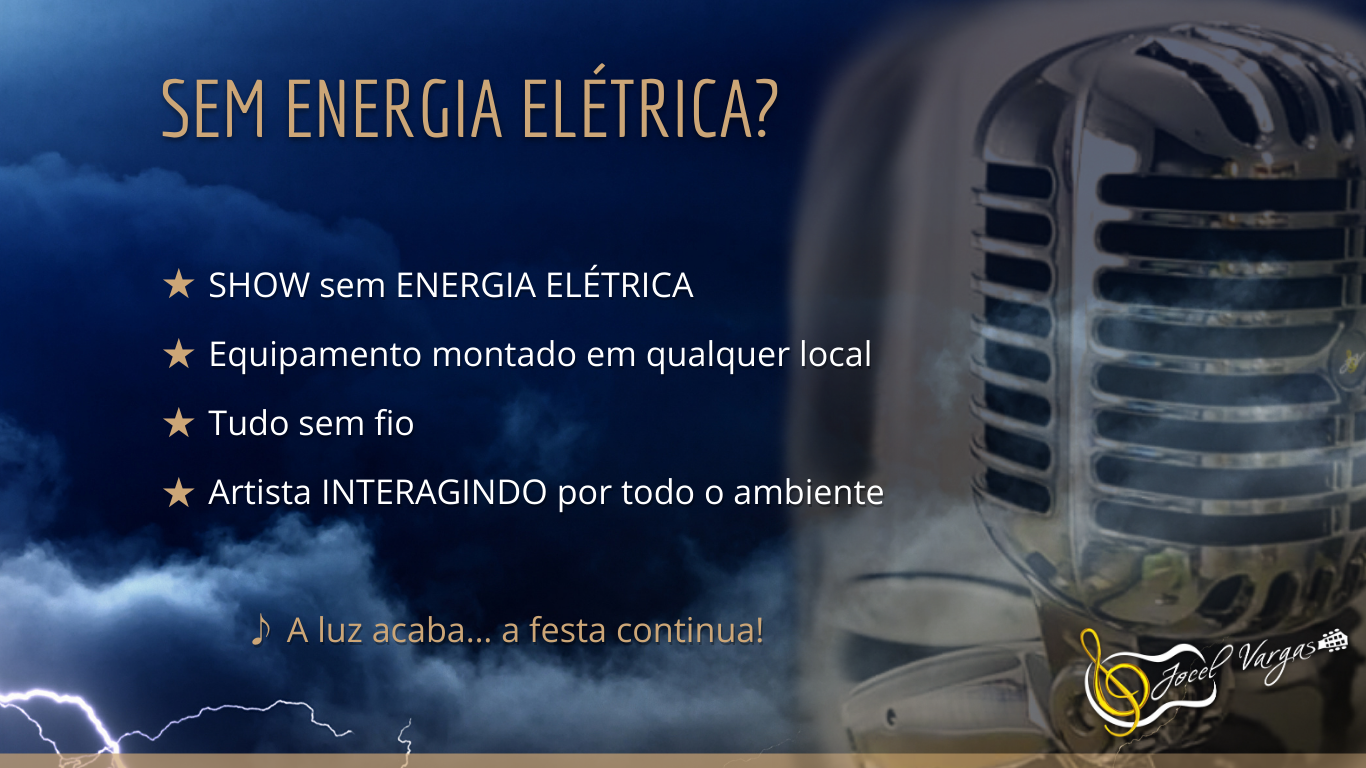 SEM ENERGIA ELÉTRICA?
★ SHOW sem ENERGIA ELÉTRICA
★ Equipamento montado em qualquer local
★ Tudo sem fio
★ Artista INTERAGINDO por todo o ambiente
♪ A luz acaba... a festa continua!
Jocel Vargas